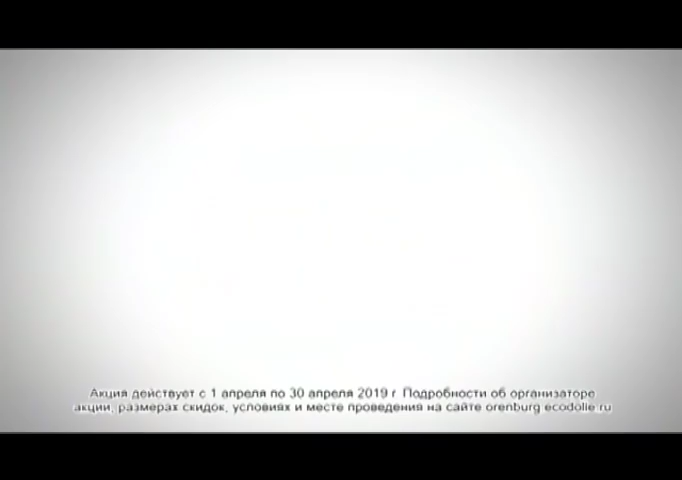 Акция действует с 1 апреля по 30 апреля 2019 г. Подробности об организаторе
акции, размерах скидок, условиях и месте проведения на сайте orenburg.ecodolie.ru